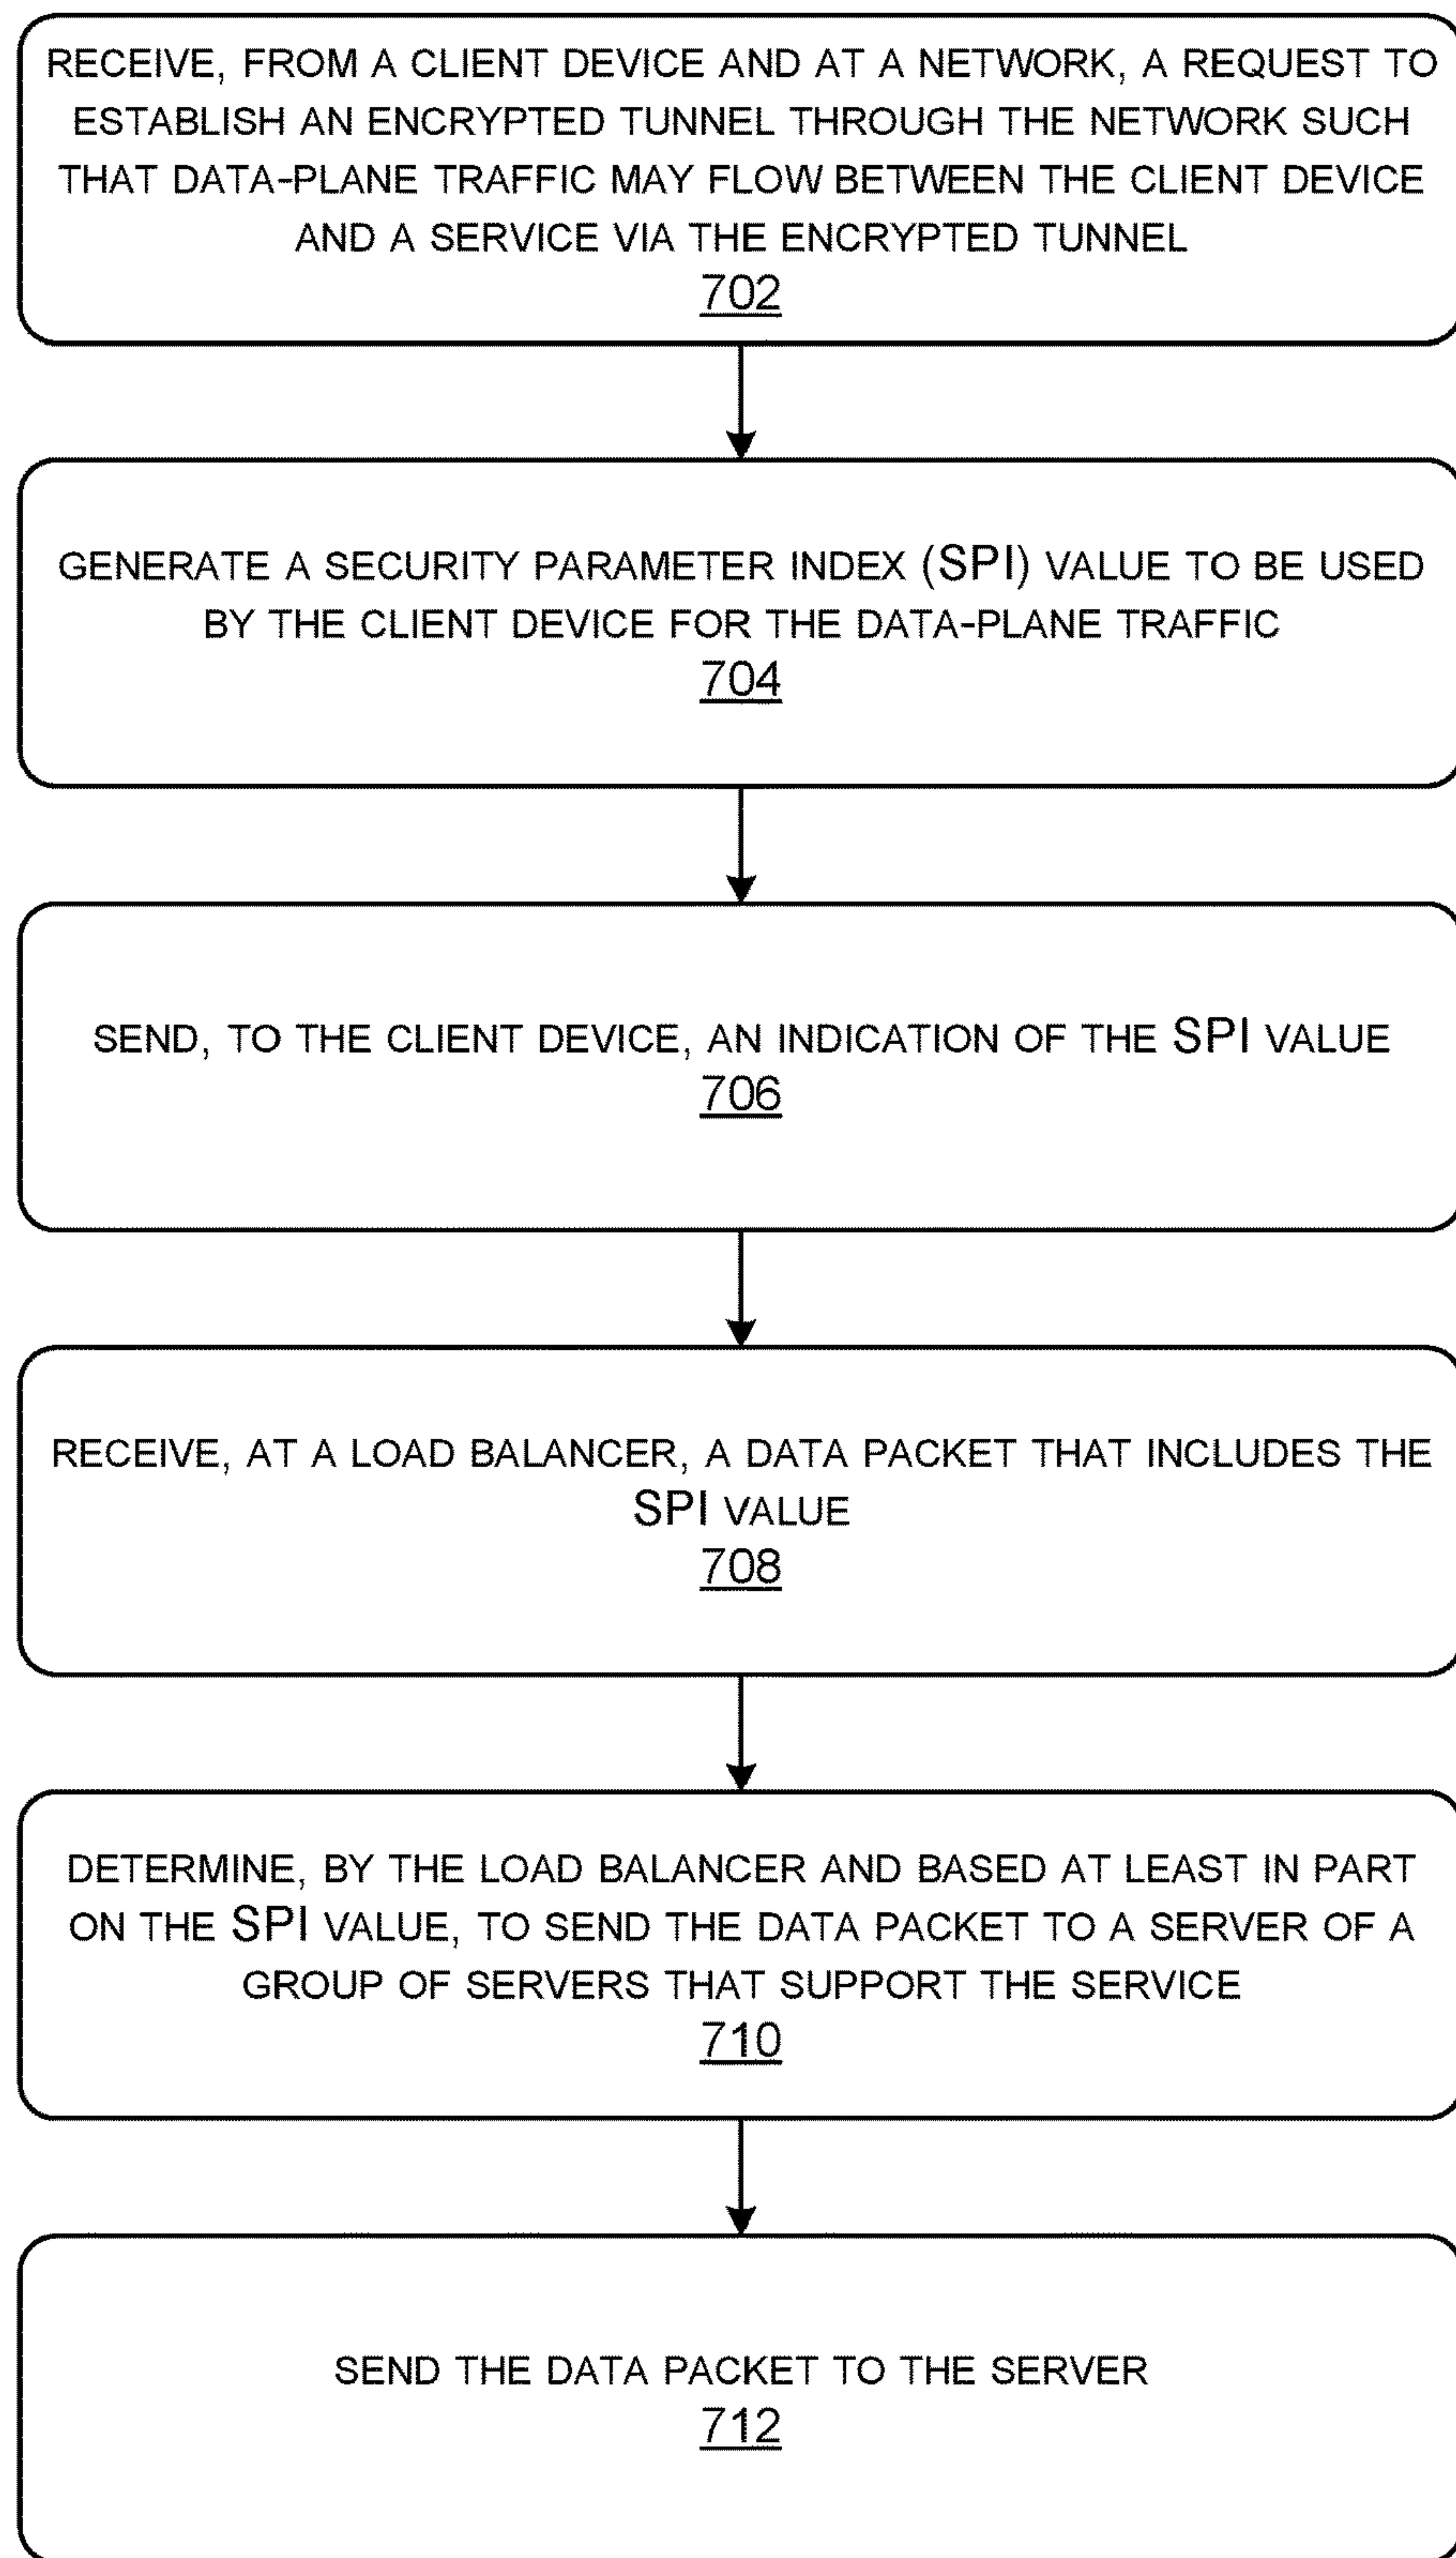 RECEIVE, FROM A CLIENT DEVICE AND AT A NETWORK, A REQUEST TO
ESTABLISH AN ENCRYPTED TUNNEL THROUGH THE NETWORK SUCH
THAT DATA-PLANE TRAFFIC MAY FLOW BETWEEN THE CLIENT DEVICE
AND A SERVICE VIA THE ENCRYPTED TUNNEL
702
GENERATE A SECURITY PARAMETER INDEX (SPI) VALUE TO BE USED
BY THE CLIENT DEVICE FOR THE DATA-PLANE TRAFFIC
704
SEND, TO THE CLIENT DEVICE, AN INDICATION OF THE SPI VALUE
706
RECEIVE, AT A LOAD BALANCER, A DATA PACKET THAT INCLUDES THE
SPI VALUE
708
DETERMINE, BY THE LOAD BALANCER AND BASED AT LEAST IN PART
ON THE SPI VALUE, TO SEND THE DATA PACKET TO A SERVER OF A
GROUP OF SERVERS THAT SUPPORT THE SERVICE
710
SEND THE DATA PACKET TO THE SERVER
712